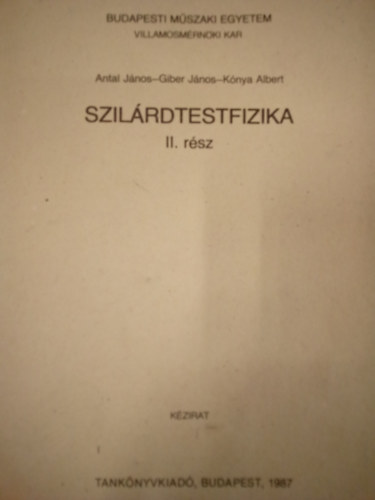 BUDAPESTI MŰSZAKI EGYETEM
VILLAMOSMÉRNÖKI KAR
Antal János–Giber János–Kónya Albert
SZILÁRDTESTFIZIKA
II. rész
KÉZIRAT
TANKÖNYVKIADÓ, BUDAPEST, 1987